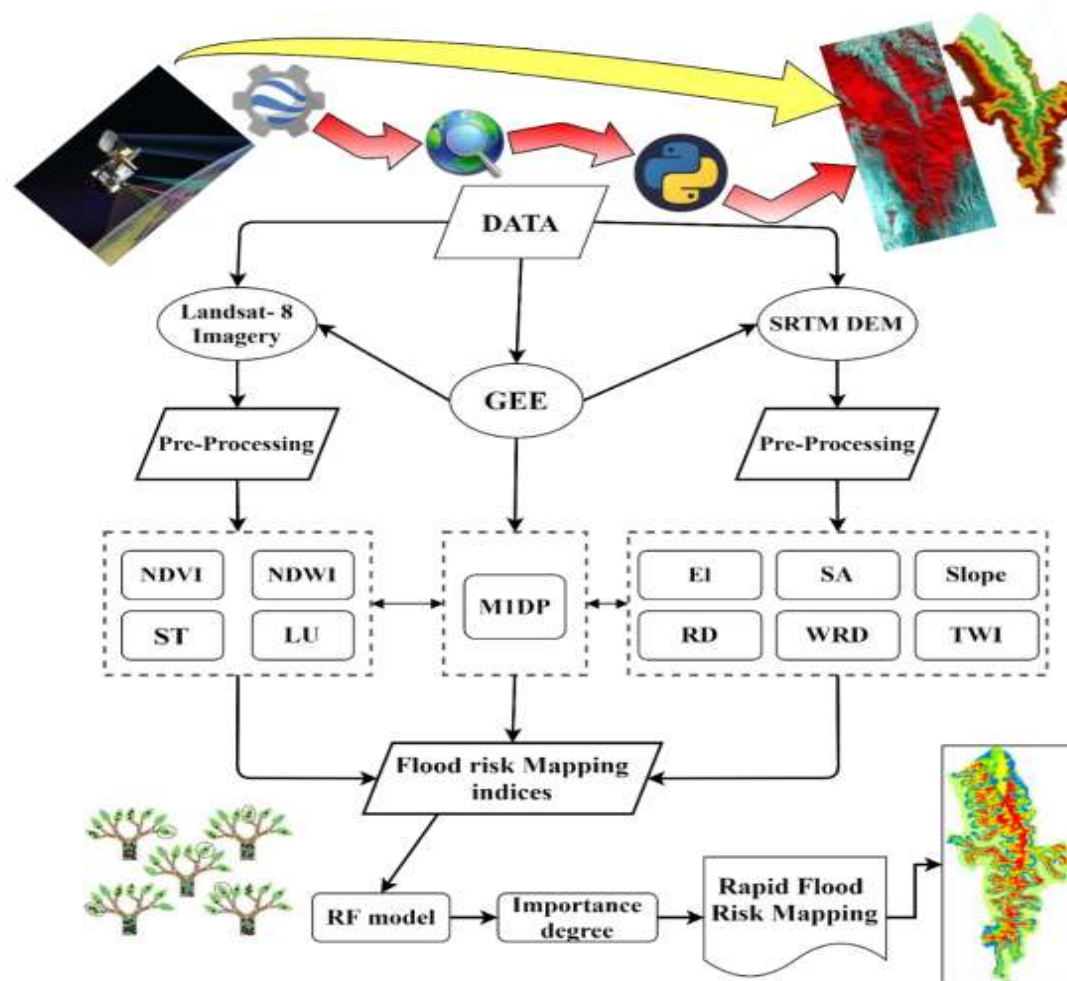 DATA
Landsat- 8
Imagery
SRTM DEM
GEE
Pre-Processing
Pre-Processing
NDVI
NDWI
ST
LU
M1DP
El
SA
Slope
RD
WRD
TWI
Flood risk Mapping
indices
RF model
Importance
degree
Rapid Flood
Risk Mapping